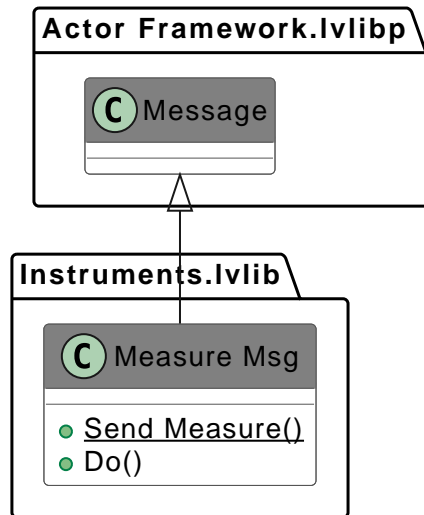 Actor Framework.lvlibp
C Message
Instruments.lvlib
C Measure Msg
Send Measure()
Do()